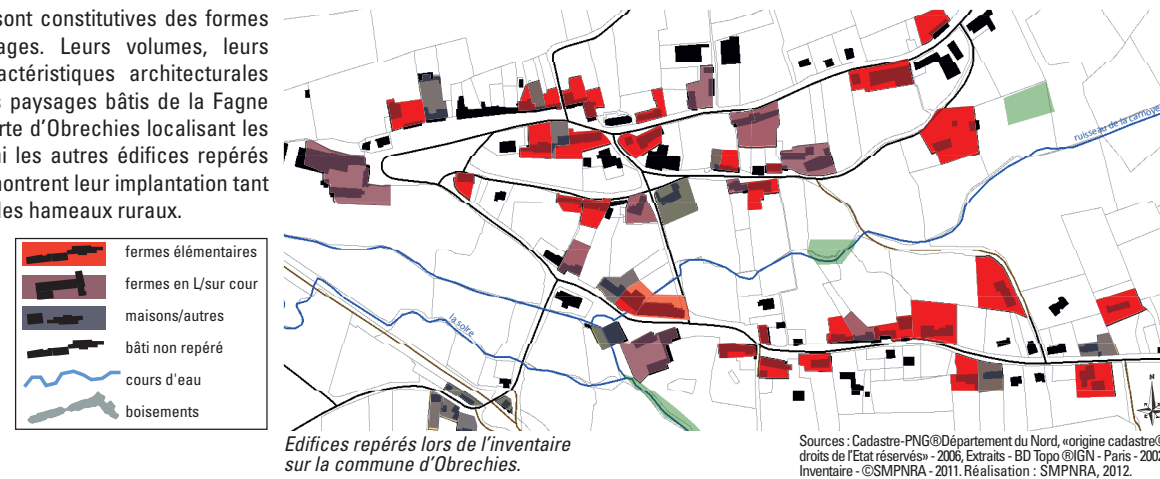 sont constitutives des formes
ages. Leurs volumes, leurs
actéristiques architecturales
s paysages bâtis de la Fagne
rte d'Obrechies localisant les
ni les autres édifices repérés
montrent leur implantation tant
des hameaux ruraux.
fermes élémentaires
fermes en L/sur cour
maisons/autres
bâti non repéré
cours d'eau
boisements
ruisseau de la carnoye
la solre
N
Edifices repérés lors de l'inventaire
sur la commune d'Obrechies.
Sources : Cadastre-PNG®Département du Nord, «origine cadastre®
droits de l'Etat réservés» - 2006, Extraits - BD Topo ®IGN - Paris - 2002
Inventaire - ©SMPNRA - 2011. Réalisation : SMPNRA, 2012.